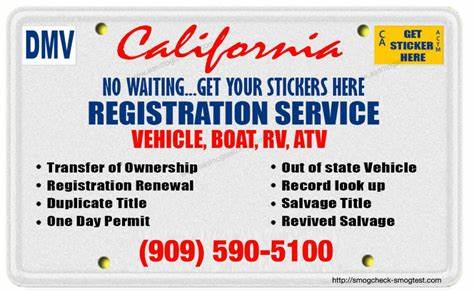 DMV
California
CA
GET
STICKER
HERE
NO WAITING...GET YOUR STICKERS HERE
REGISTRATION SERVICE
VEHICLE, BOAT, RV, ATV
• Transfer of Ownership
• Registration Renewal
• Duplicate Title
• One Day Permit
• Out of state Vehicle
• Record look up
• Salvage Title
• Revived Salvage
(909) 590-5100
http://smogcheck-smogtest.com